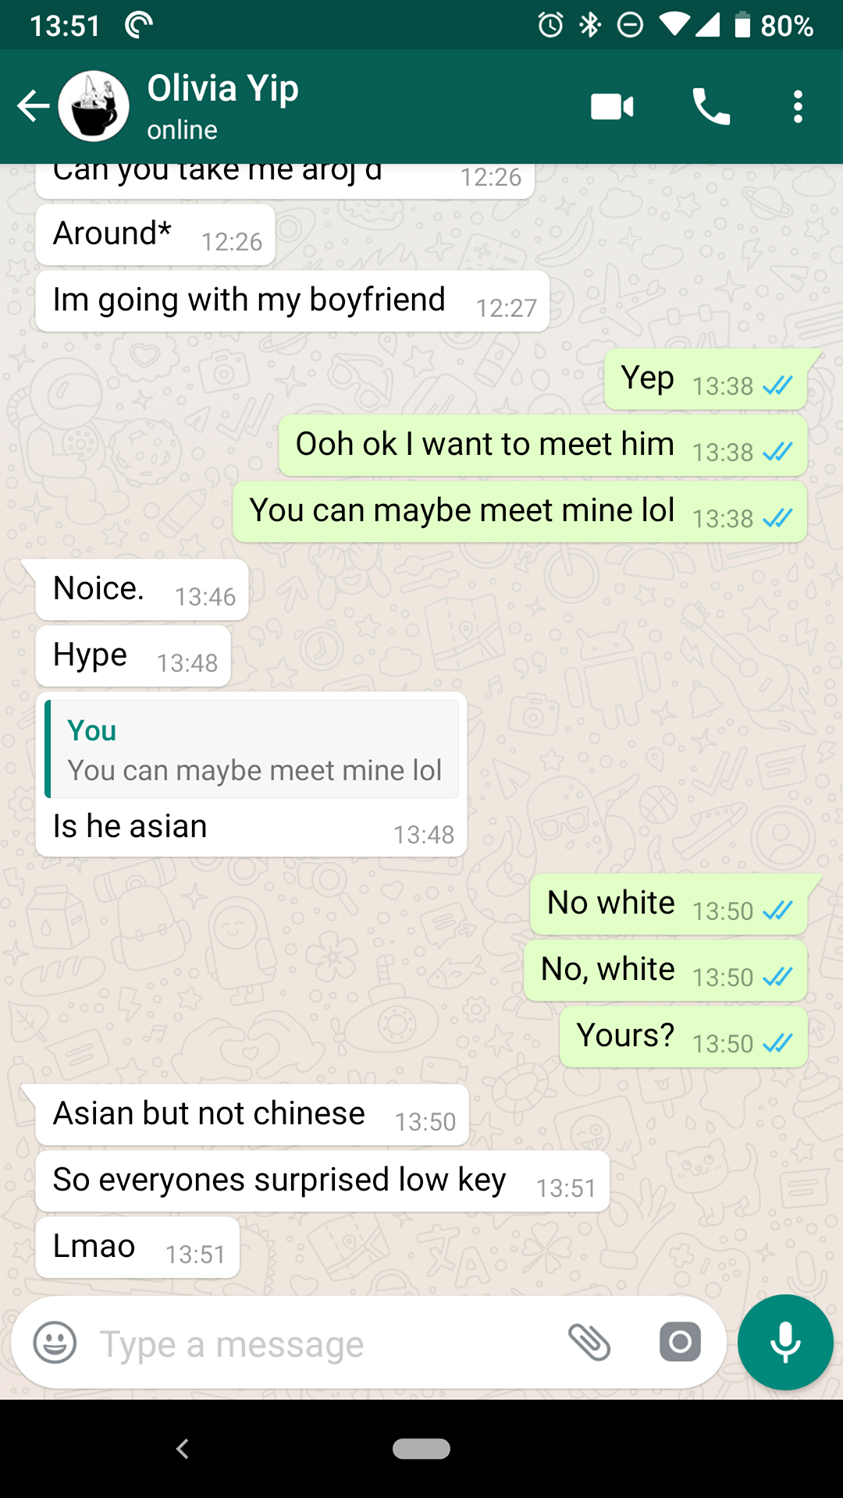 13:51 80%
Olivia Yip
online
Can you take me aroj d 12:26
Around* 12:26
Im going with my boyfriend 12:27
Yep 13:38
Ooh ok I want to meet him 13:38
You can maybe meet mine lol 13:38
Noice. 13:46
Hype 13:48
You
You can maybe meet mine lol
Is he asian 13:48
No white 13:50
No, white 13:50
Yours? 13:50
Asian but not chinese 13:50
So everyones surprised low key 13:51
Lmao 13:51
Type a message